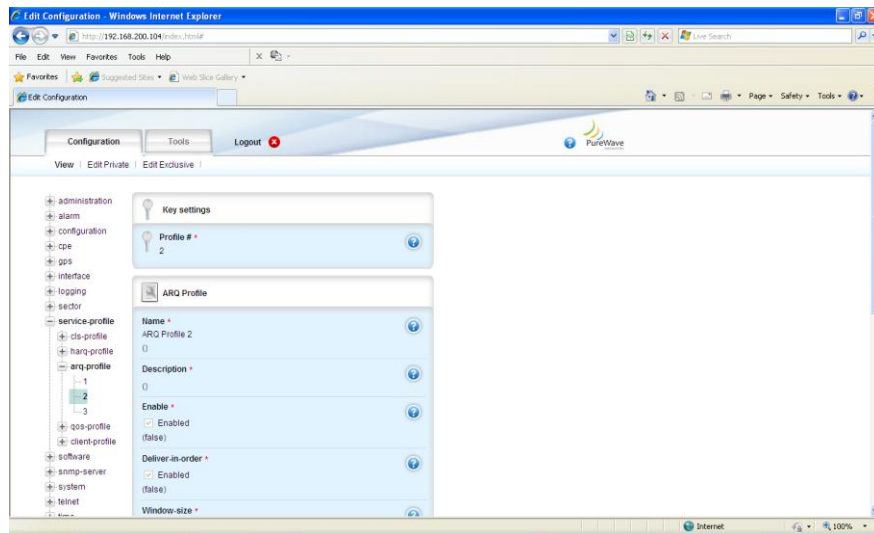 Edit Configuration - Windows Internet Explorer
http://192.168.200.104/index.html#
Live Search
File Edit View Favorites Tools Help
Favorites Suggested Sites Web Slice Gallery
Edit Configuration
Page Safety Tools
Configuration Tools Logout
PureWave
View Edit Private Edit Exclusive
administration
alarm
configuration
cpe
gps
interface
logging
sector
service-profile
cls-profile
harq-profile
arq-profile
1
2
3
qos-profile
client-profile
software
snmp-server
system
telnet
time
Key settings
Profile # *
2
ARQ Profile
Name *
ARQ Profile 2
()
Description *
()
Enable *
Enabled
(false)
Deliver-in-order *
Enabled
(false)
Window-size *
Internet 100%